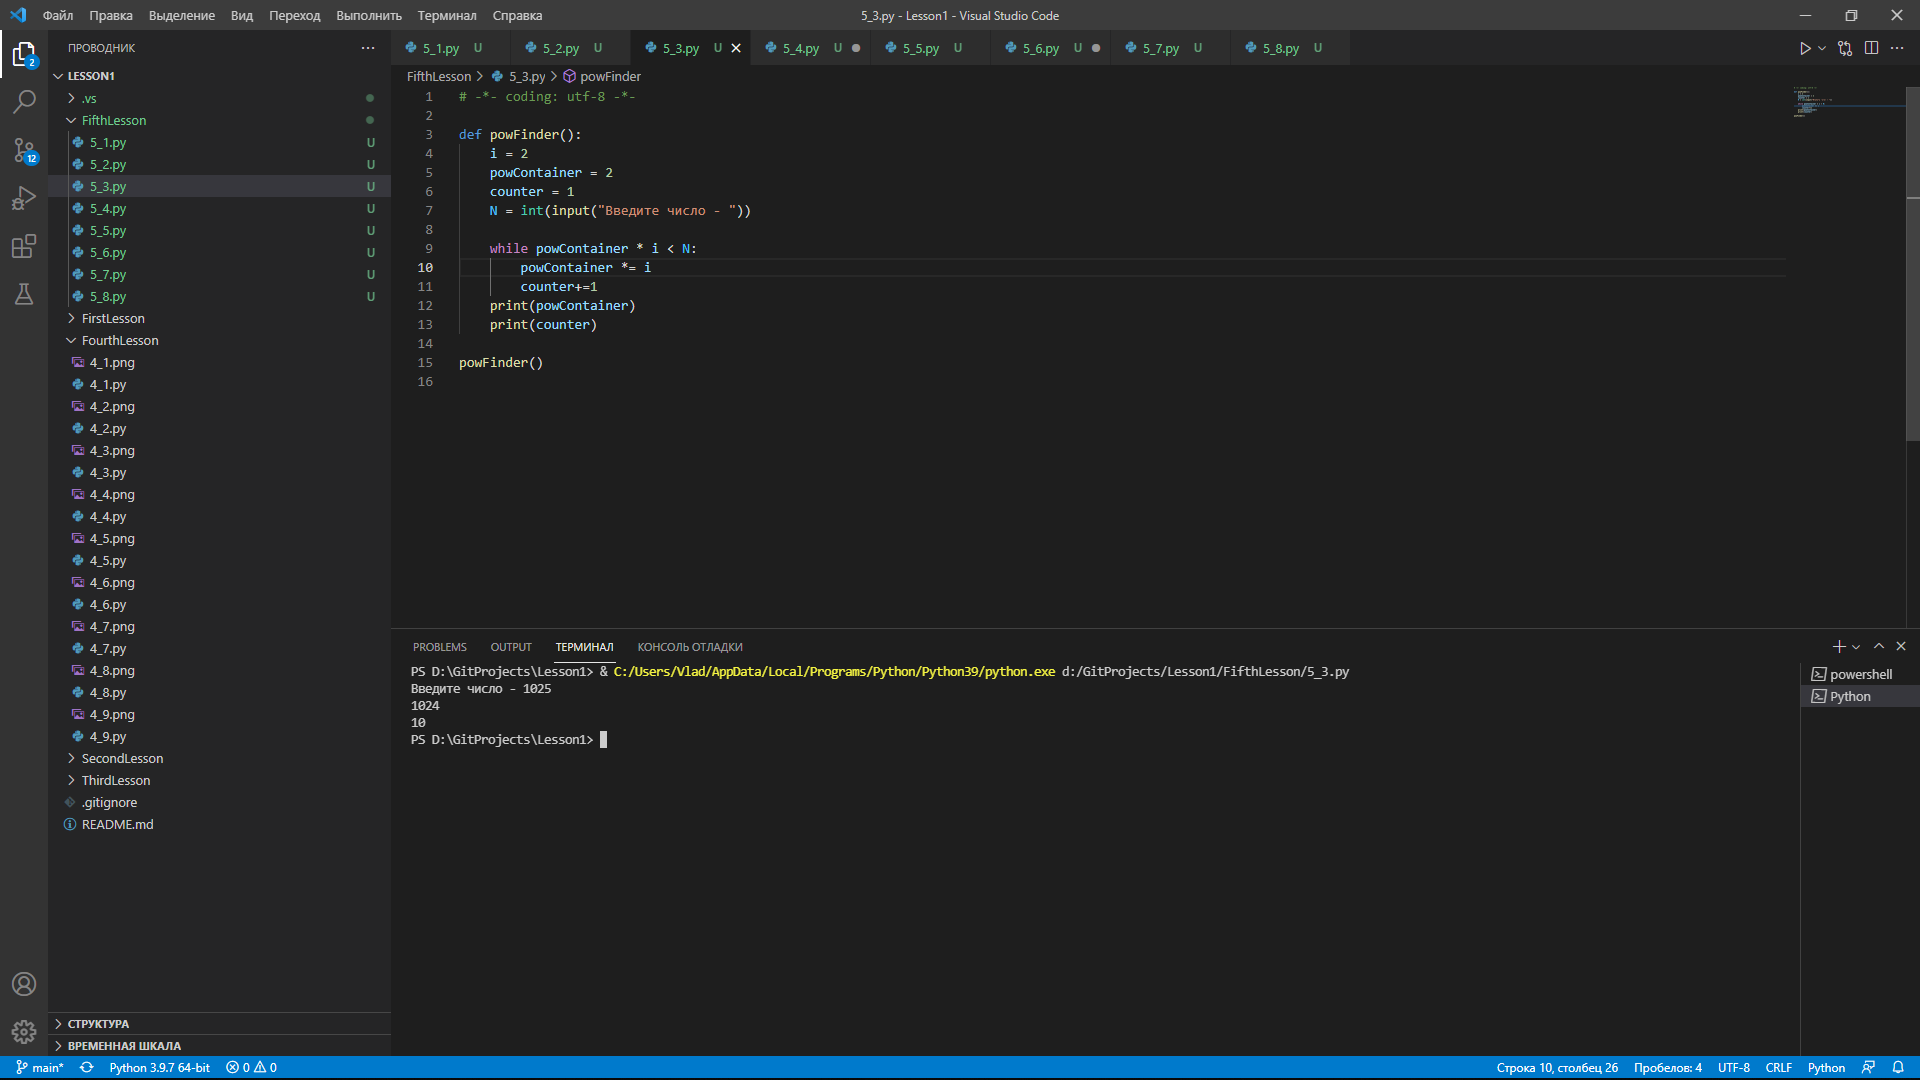 Файл Правка Выделение Вид Переход Выполнить Терминал Справка
5_3.py - Lesson1 - Visual Studio Code
ПРОВОДНИК
LESSON1
.vs
FifthLesson
5_1.py U
5_2.py U
5_3.py U
5_4.py U
5_5.py U
5_6.py U
5_7.py U
5_8.py U
FirstLesson
FourthLesson
4_1.png
4_1.py
4_2.png
4_2.py
4_3.png
4_3.py
4_4.png
4_4.py
4_5.png
4_5.py
4_6.png
4_6.py
4_7.png
4_7.py
4_8.png
4_8.py
4_9.png
4_9.py
SecondLesson
ThirdLesson
.gitignore
README.md
СТРУКТУРА
ВРЕМЕННАЯ ШКАЛА
2
12
5_1.py U 5_2.py U 5_3.py U 5_4.py U 5_5.py U 5_6.py U 5_7.py U 5_8.py U
FifthLesson > 5_3.py > powFinder
1 # -*- coding: utf-8 -*-
2
3 def powFinder():
4 i = 2
5 powContainer = 2
6 counter = 1
7 N = int(input("Введите число - "))
8
9 while powContainer * i < N:
10 powContainer *= i
11 counter+=1
12 print(powContainer)
13 print(counter)
14
15 powFinder()
16
PROBLEMS OUTPUT ТЕРМИНАЛ КОНСОЛЬ ОТЛАДКИ
PS D:\GitProjects\Lesson1> & C:/Users/Vlad/AppData/Local/Programs/Python/Python39/python.exe d:/GitProjects/Lesson1/FifthLesson/5_3.py
Введите число - 1025
1024
10
PS D:\GitProjects\Lesson1>
powershell
Python
main* Python 3.9.7 64-bit 0 0
Строка 10, столбец 26 Пробелов: 4 UTF-8 CRLF Python